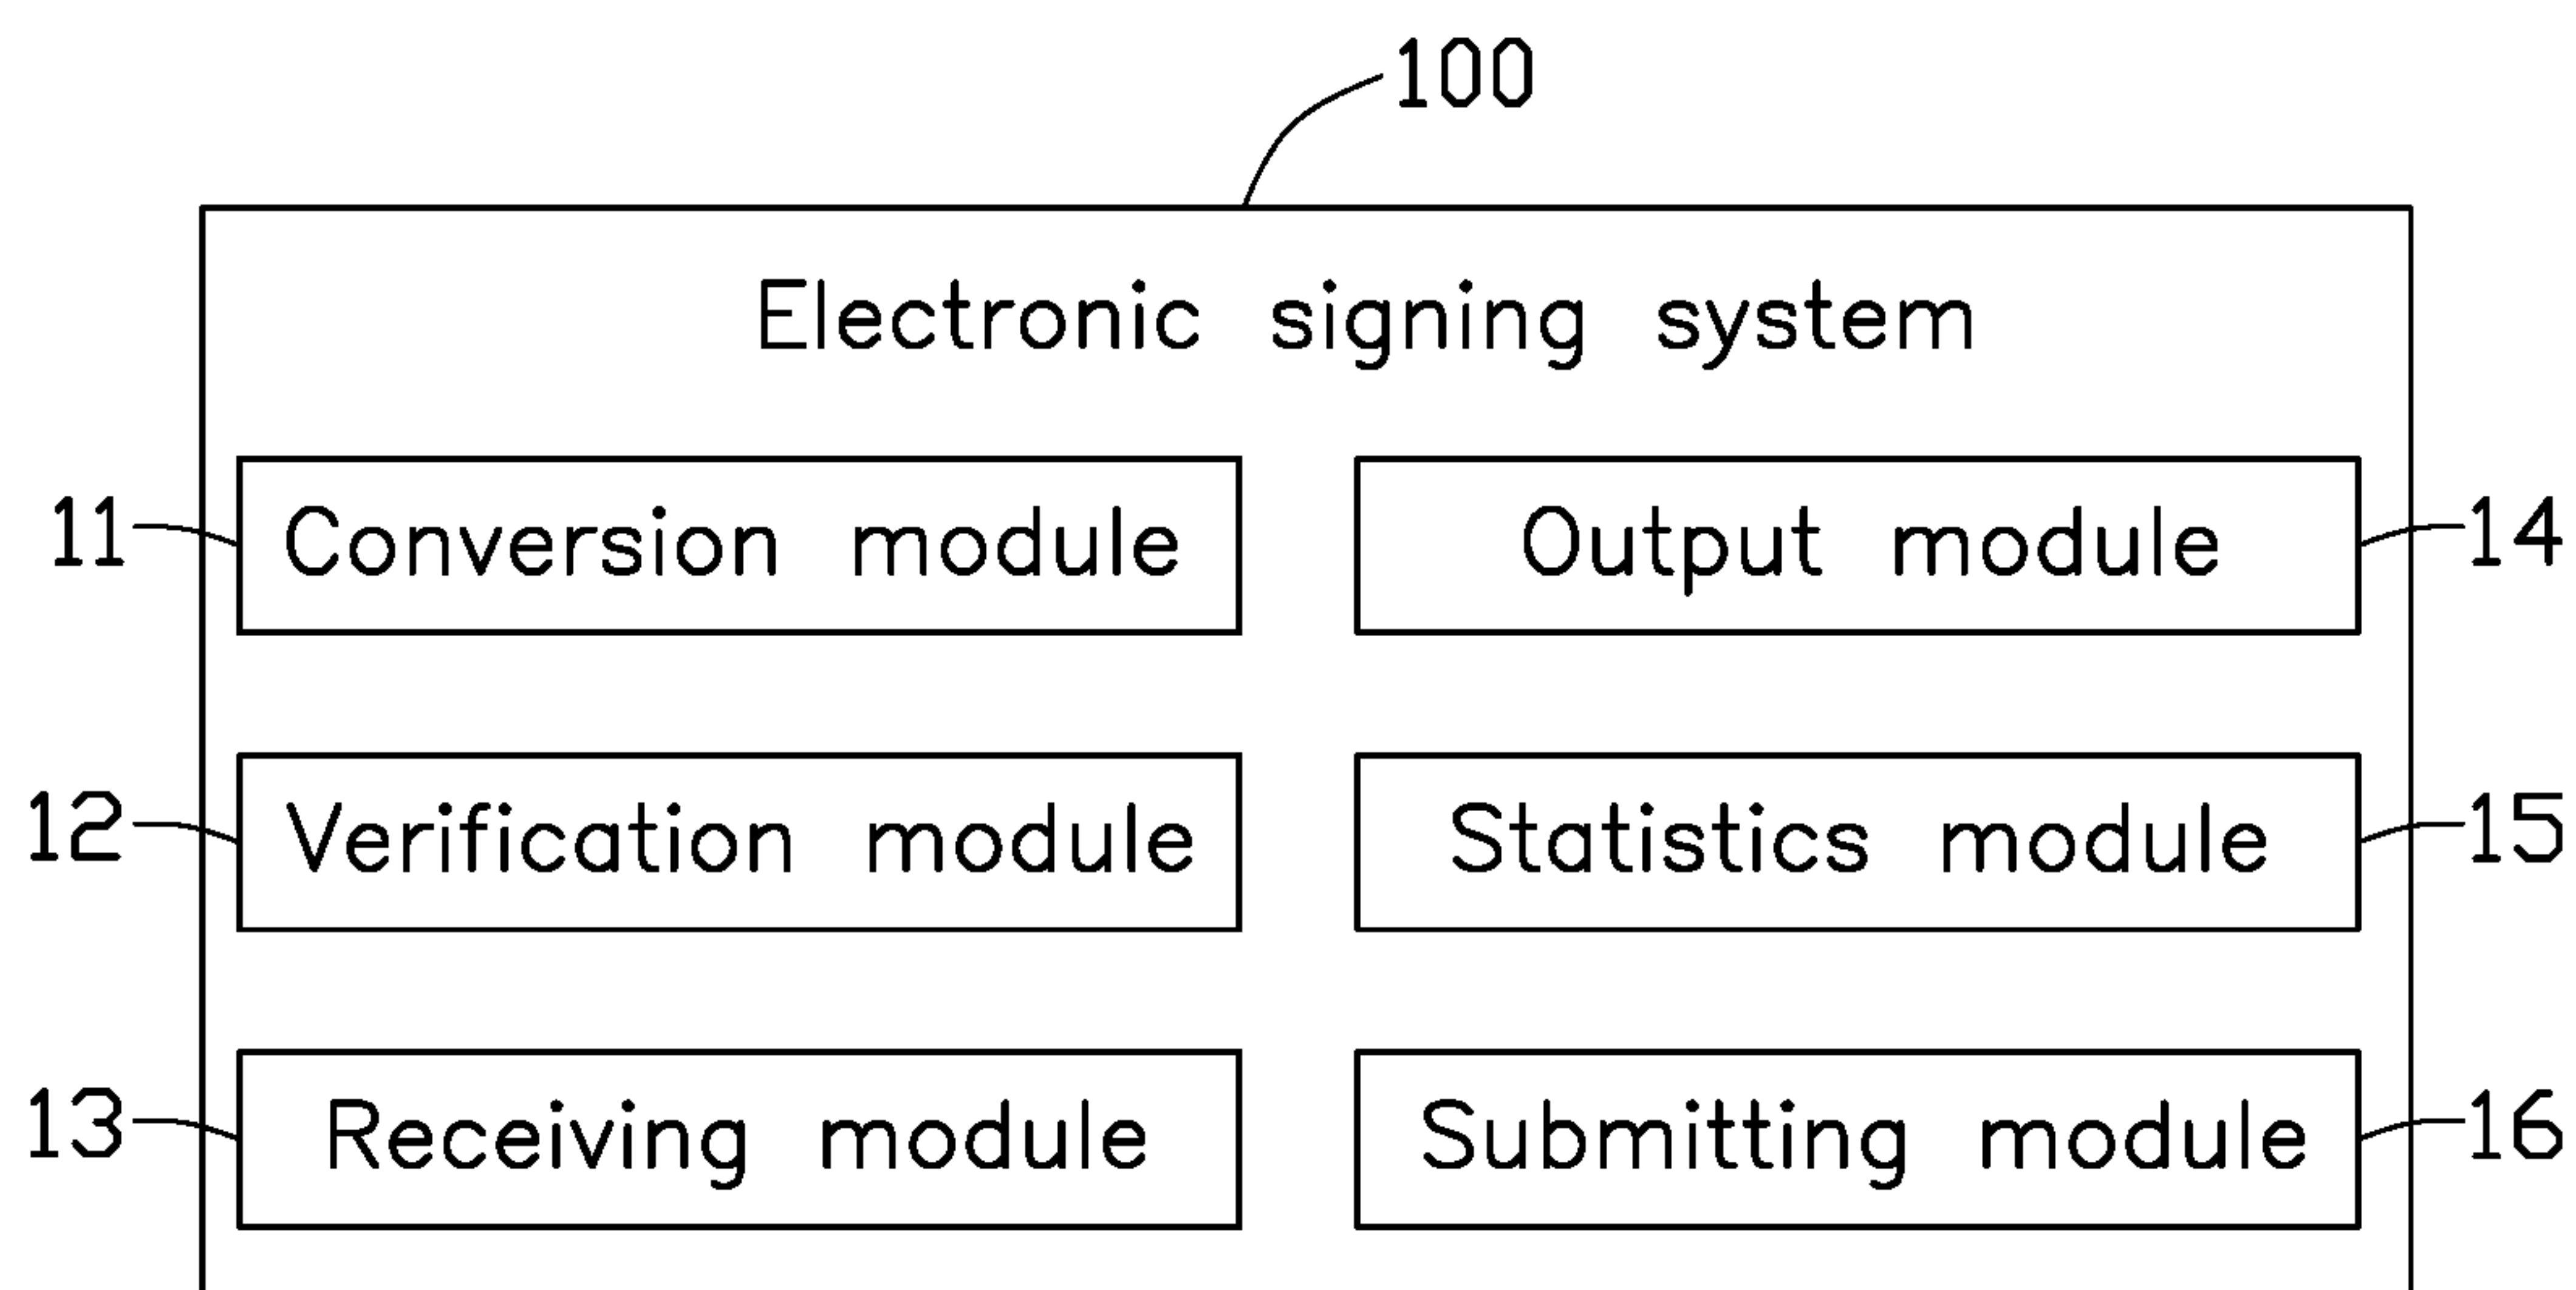 100
Electronic signing system
11 Conversion module Output module 14
12 Verification module Statistics module 15
13 Receiving module Submitting module 16